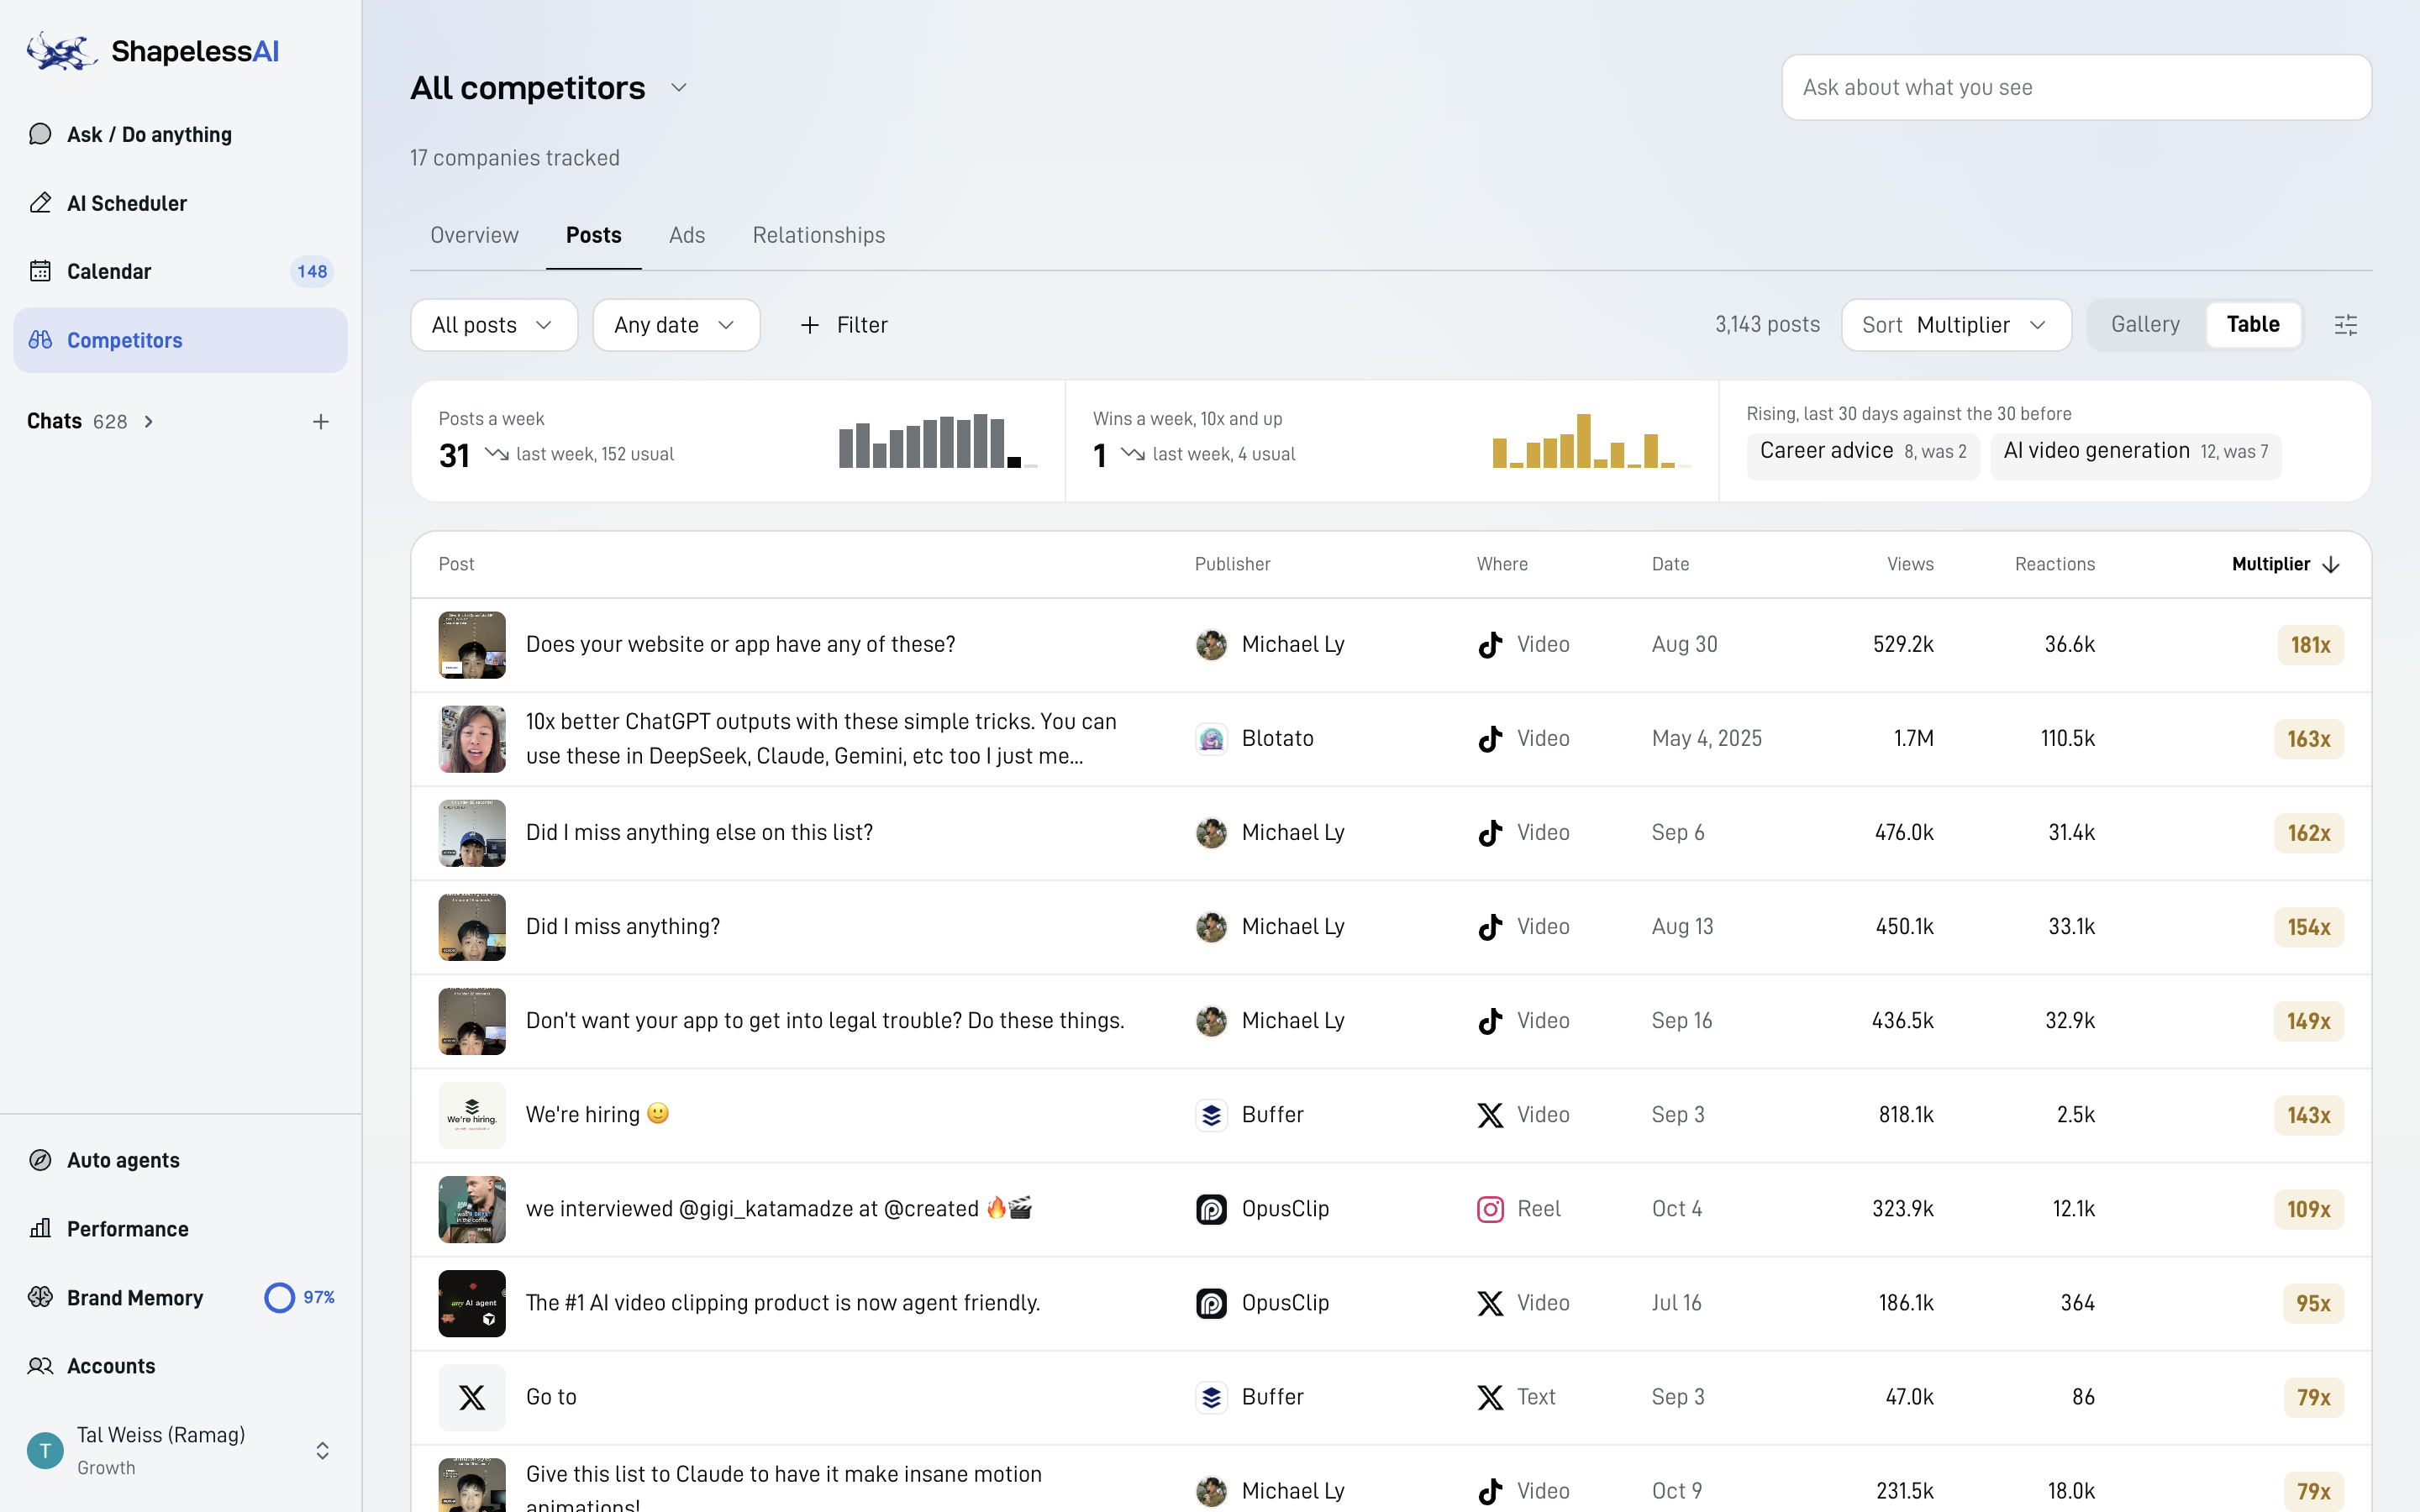 ShapelessAI
Ask / Do anything
AI Scheduler
Calendar 148
Competitors
Chats 628
Auto agents
Performance
Brand Memory 97%
Accounts
T Tal Weiss (Ramag)
Growth
All competitors
Ask about what you see
17 companies tracked
Overview Posts Ads Relationships
All posts Any date + Filter 3,143 posts Sort Multiplier Gallery Table
Posts a week
31 last week, 152 usual
Wins a week, 10x and up
1 last week, 4 usual
Rising, last 30 days against the 30 before
Career advice 8, was 2 AI video generation 12, was 7
Post Publisher Where Date Views Reactions Multiplier
Does your website or app have any of these? Michael Ly Video Aug 30 529.2k 36.6k 181x
10x better ChatGPT outputs with these simple tricks. You can
use these in DeepSeek, Claude, Gemini, etc too I just me... Blotato Video May 4, 2025 1.7M 110.5k 163x
Did I miss anything else on this list? Michael Ly Video Sep 6 476.0k 31.4k 162x
Did I miss anything? Michael Ly Video Aug 13 450.1k 33.1k 154x
Don't want your app to get into legal trouble? Do these things. Michael Ly Video Sep 16 436.5k 32.9k 149x
We're hiring.
We're hiring 🙂 Buffer Video Sep 3 818.1k 2.5k 143x
we interviewed @gigi_katamadze at @created 🔥🎬 OpusClip Reel Oct 4 323.9k 12.1k 109x
any AI agent
The #1 AI video clipping product is now agent friendly. OpusClip Video Jul 16 186.1k 364 95x
Go to Buffer Text Sep 3 47.0k 86 79x
Give this list to Claude to have it make insane motion
animations! Michael Ly Video Oct 9 231.5k 18.0k 79x